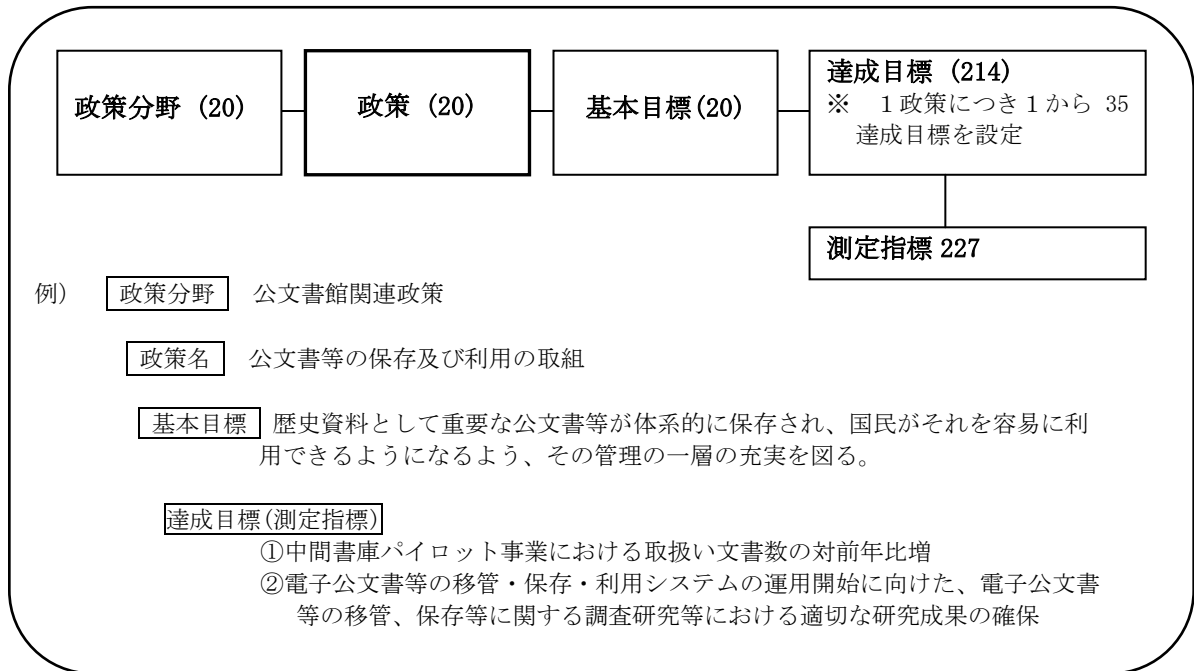 政策分野 (20)
政策 (20)
基本目標(20)
達成目標 (214)
※　１政策につき１から 35
達成目標を設定
測定指標 227
例)　政策分野　公文書館関連政策
政策名　公文書等の保存及び利用の取組
基本目標　歴史資料として重要な公文書等が体系的に保存され、国民がそれを容易に利
用できるようになるよう、その管理の一層の充実を図る。
達成目標(測定指標)
①中間書庫パイロット事業における取扱い文書数の対前年比増
②電子公文書等の移管・保存・利用システムの運用開始に向けた、電子公文書
等の移管、保存等に関する調査研究等における適切な研究成果の確保